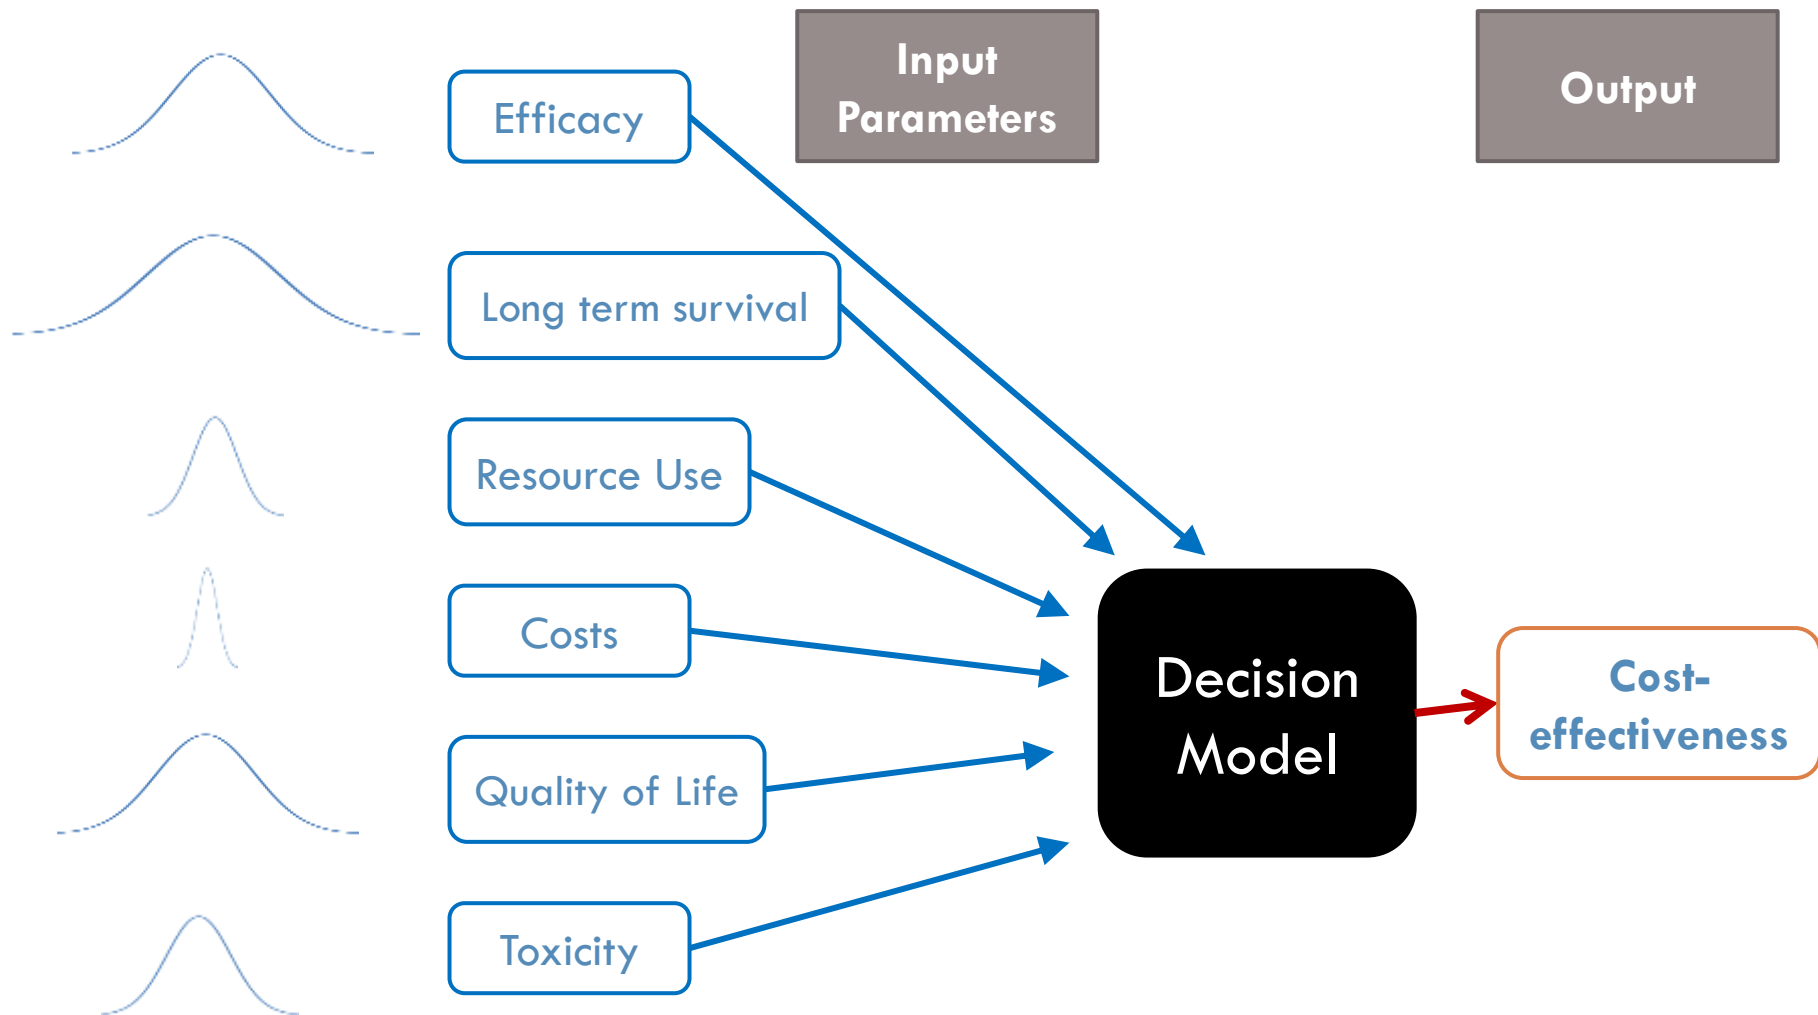 Input
Parameters
Output
Efficacy
Long term survival
Resource Use
Costs
Quality of Life
Toxicity
Decision
Model
Cost-
effectiveness